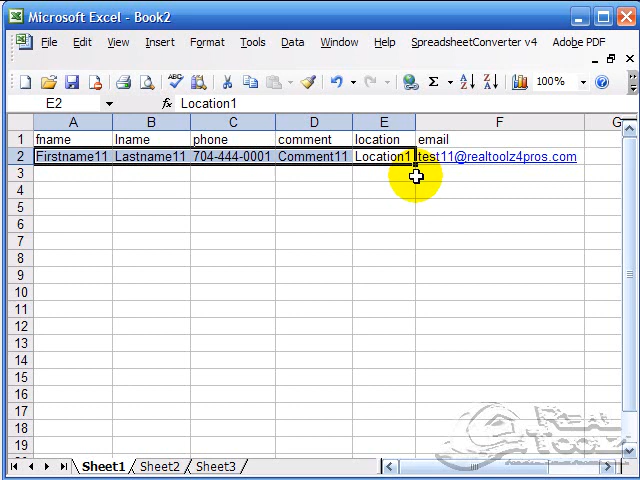 Microsoft Excel - Book2
File Edit View Insert Format Tools Data Window Help SpreadsheetConverter v4 Adobe PDF
Σ 100%
E2 fx Location1
A B C D E F G
1 fname lname phone comment location email
2 Firstname11 Lastname11 704-444-0001 Comment11 Location1 test11@realtoolz4pros.com
3
4
5
6
7
8
9
10
11
12
13
14
15
16
17
18
19
Real Toolz
Sheet1 Sheet2 Sheet3